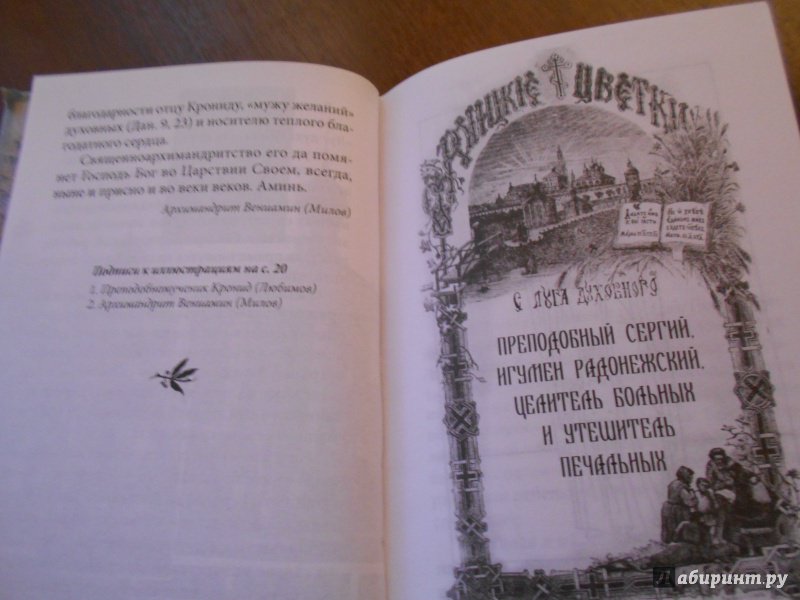 благодарности отцу Крониду, «мужу желаний»
духовных (Дан. 9, 23) и носителю теплого бла-
годатного сердца.
Священноархимандритство его да помя-
нет Господь Бог во Царствии Своем, всегда,
ныне и присно и во веки веков. Аминь.
Архимандрит Вениамин (Милов)
Подписи к иллюстрациям на с. 20
1. Преподобномученик Кронид (Любимов)
2. Архимандрит Вениамин (Милов)
ЦВЕТКИ
С ЛУГА ДУХОВНОГО
ПРЕПОДОБНЫЙ СЕРГИЙ,
ИГУМЕН РАДОНЕЖСКИЙ,
ЦЕЛИТЕЛЬ БОЛЬНЫХ
И УТЕШИТЕЛЬ
ПЕЧАЛЬНЫХ
Лабиринт.ру